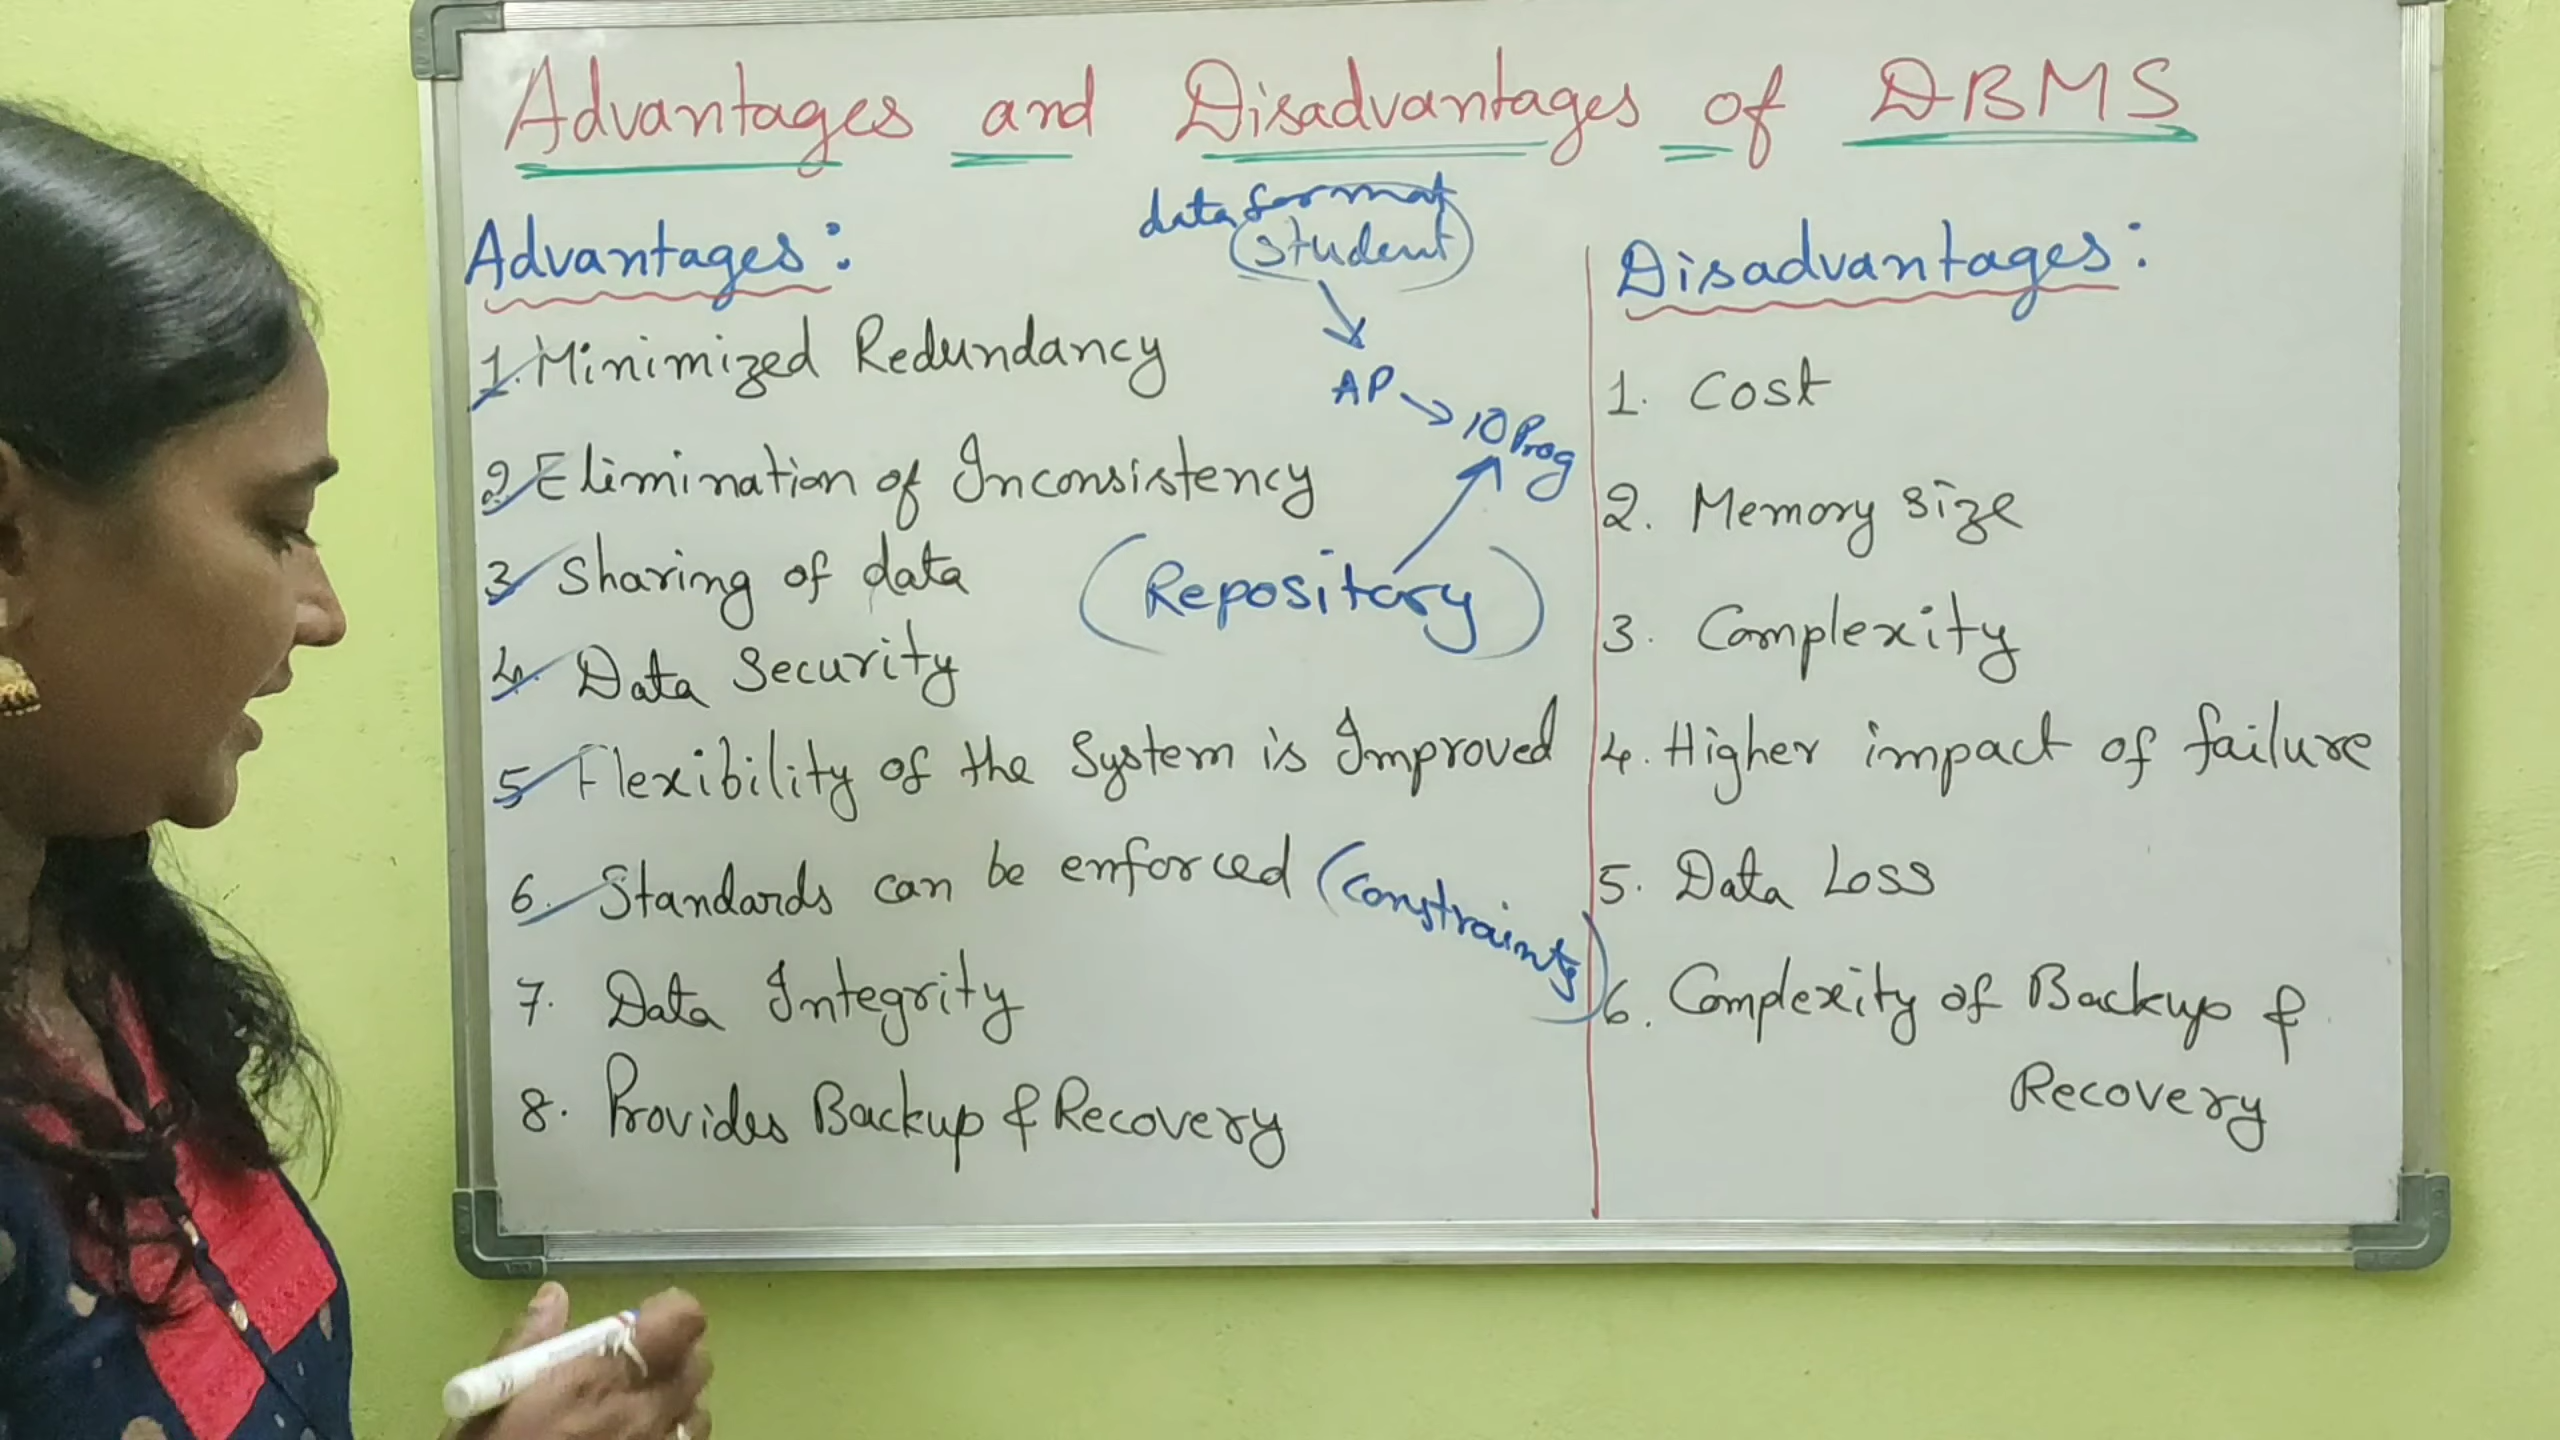 Advantages and Disadvantages of DBMS
Advantages:
1. Minimized Redundancy
2. Elimination of Inconsistency
3 Sharing of data
4. Data Security
5 Flexibility of the System is Improved
6. Standards can be enforced (Constraints)
7. Data Integrity
8. Provides Backup & Recovery
data format
student
AP → 10 Prog
(Repository)
Disadvantages:
1. Cost
2. Memory size
3. Complexity
4. Higher impact of failure
5. Data Loss
6. Complexity of Backup &
Recovery